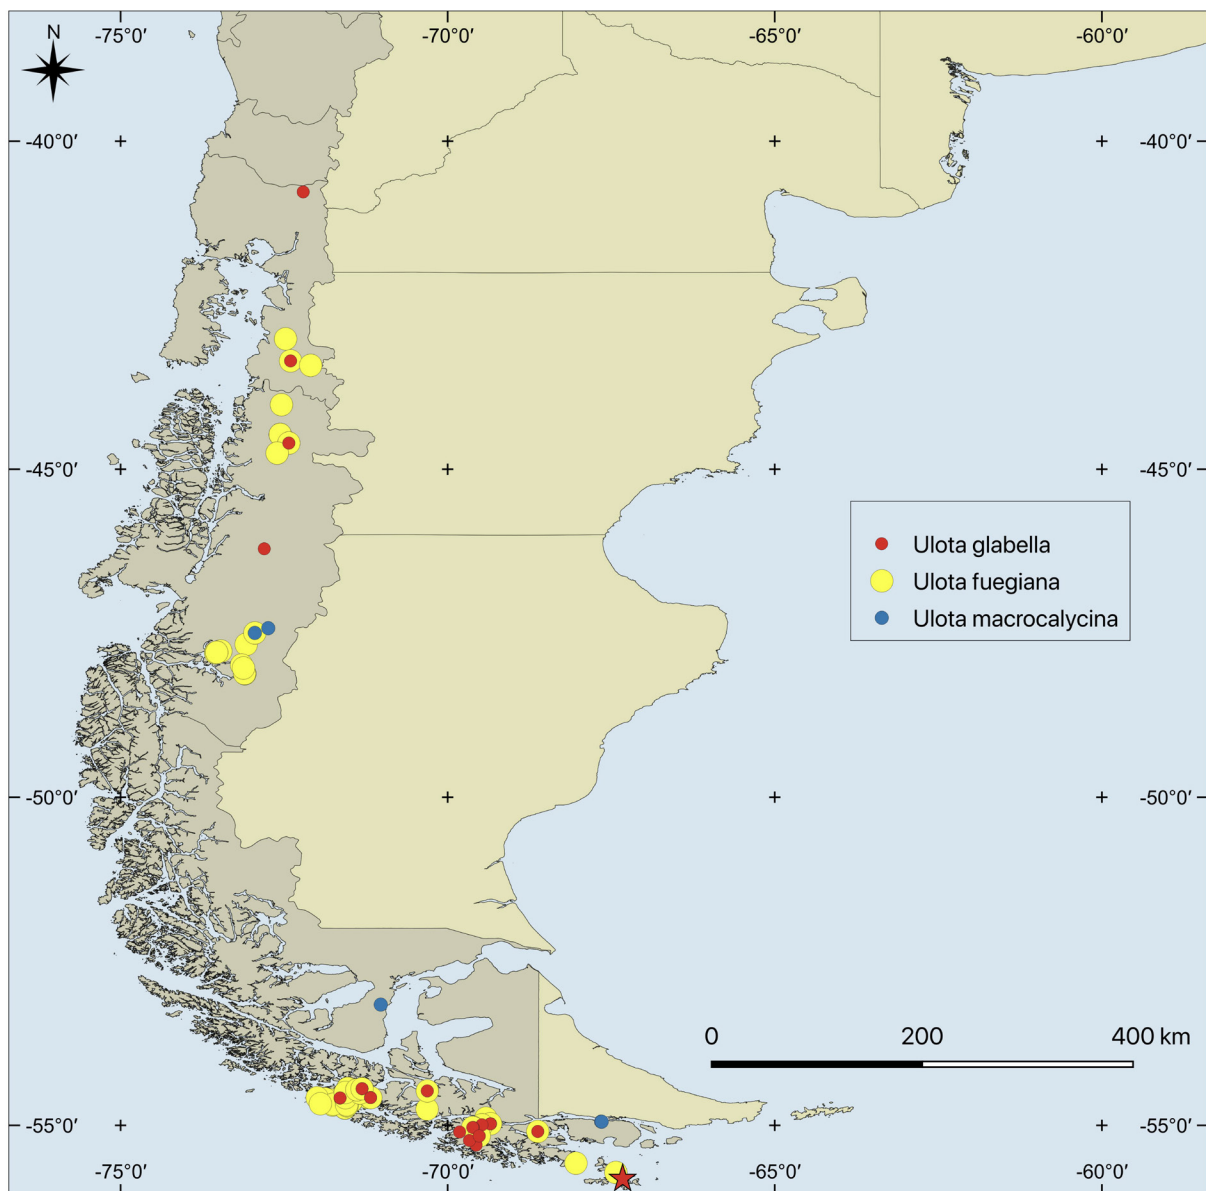 N
-75°0′ -70°0′ -65°0′ -60°0′
-40°0′ -40°0′
-45°0′ -45°0′
Ulota glabella
Ulota fuegiana
Ulota macrocalycina
-50°0′ -50°0′
0 200 400 km
-55°0′ -55°0′
-75°0′ -70°0′ -65°0′ -60°0′